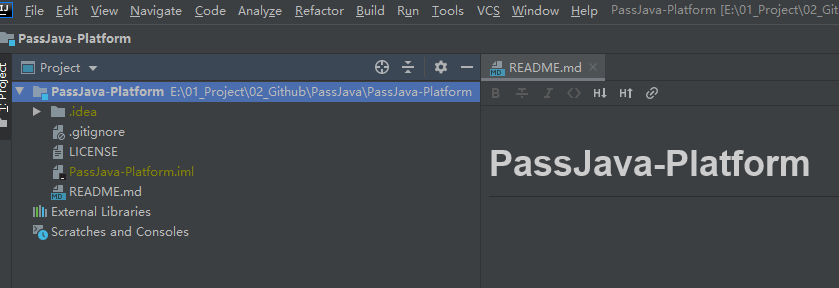 IJ File Edit View Navigate Code Analyze Refactor Build Run Tools VCS Window Help PassJava-Platform [E:\01_Project\02_Git
PassJava-Platform
1: Project
Project
README.md
PassJava-Platform E:\01_Project\02_Github\PassJava\PassJava-Platform
B I <> H↓ H↑
.idea
.gitignore
LICENSE
PassJava-Platform.iml
README.md
External Libraries
Scratches and Consoles
PassJava-Platform